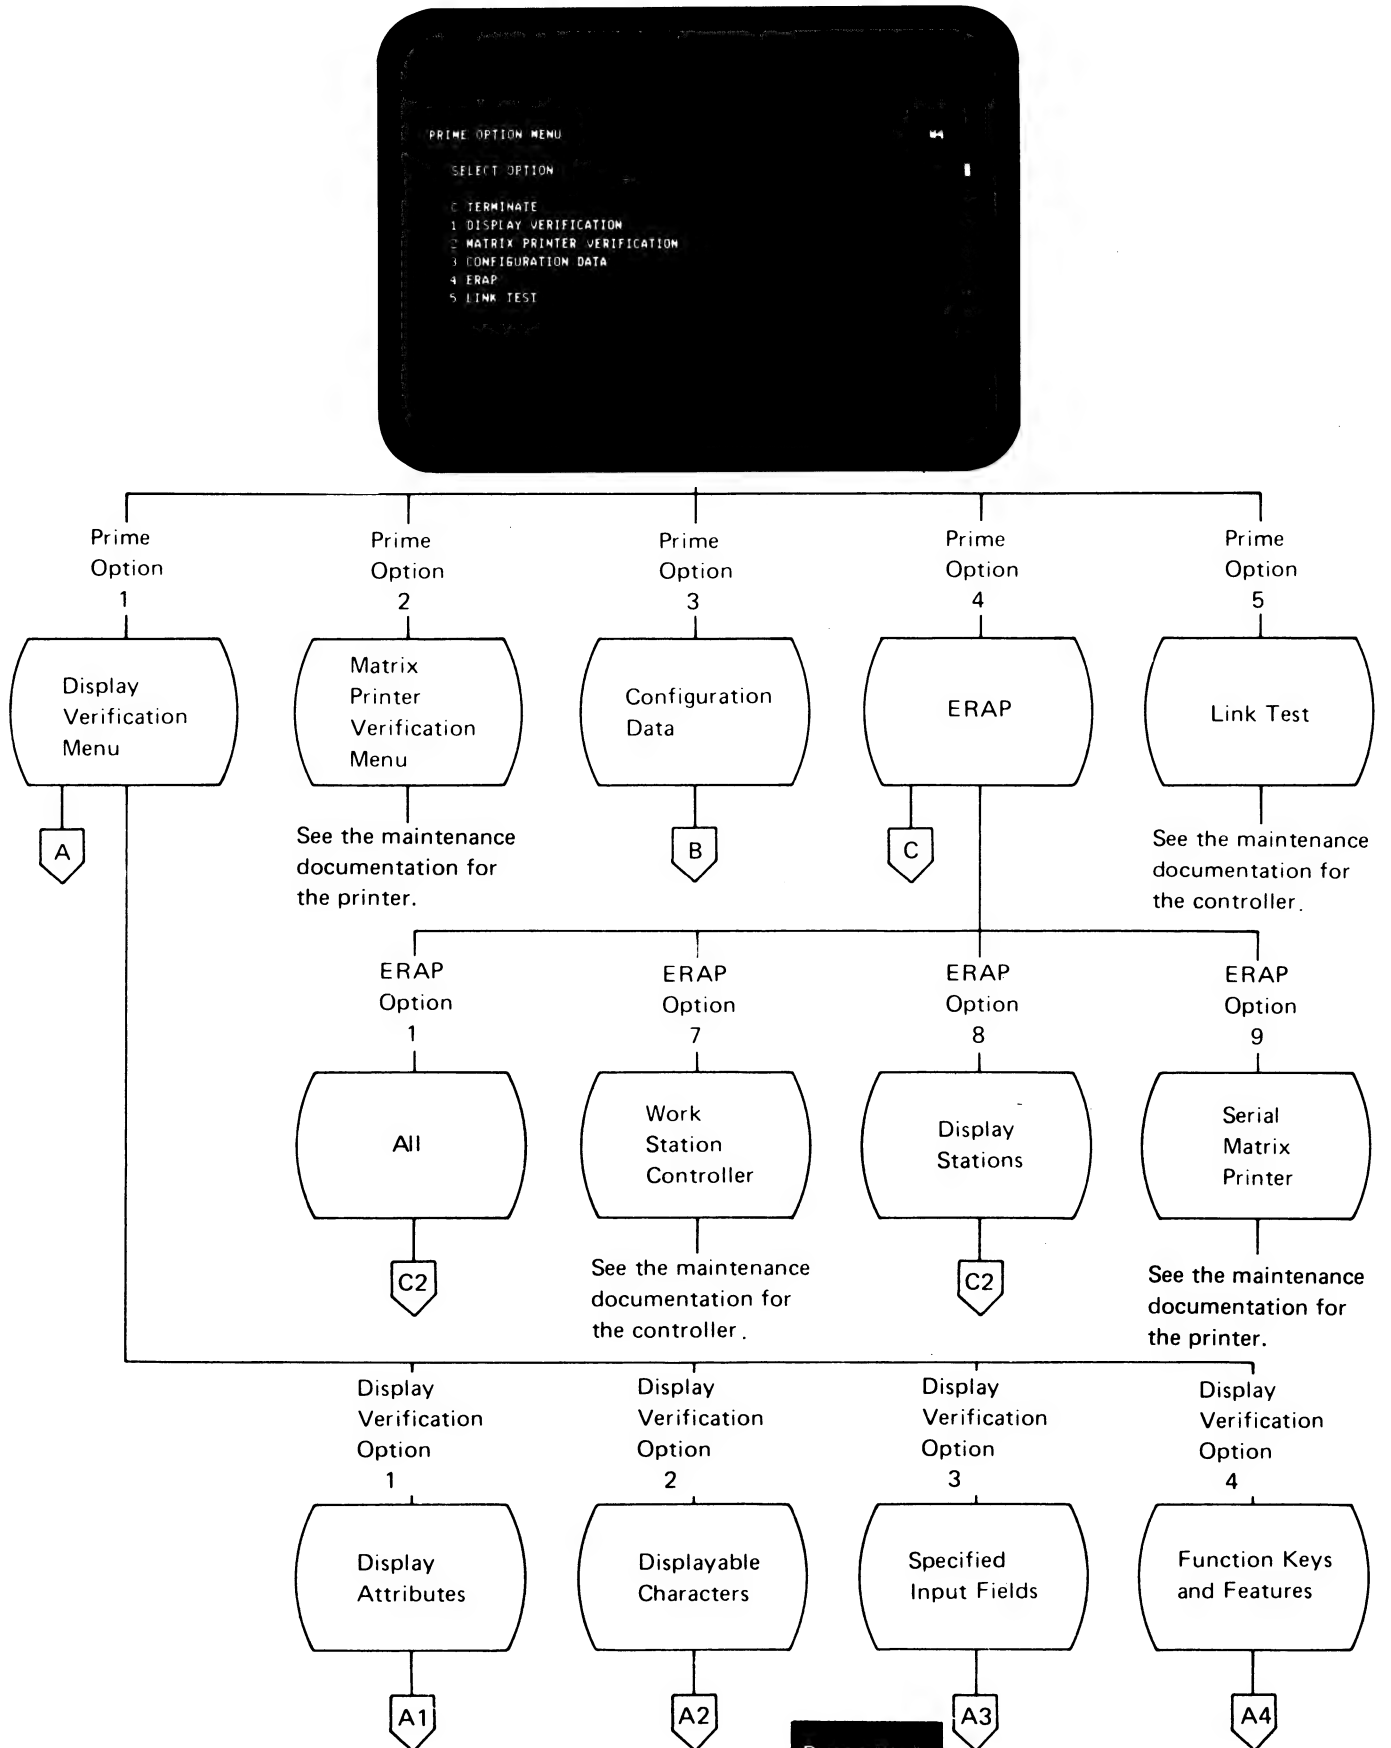 PRIME OPTION MENU
SELECT OPTION
C TERMINATE
1 DISPLAY VERIFICATION
2 MATRIX PRINTER VERIFICATION
3 CONFIGURATION DATA
4 ERAP
5 LINK TEST
Prime
Option
1
Prime
Option
2
Prime
Option
3
Prime
Option
4
Prime
Option
5
Display
Verification
Menu
Matrix
Printer
Verification
Menu
Configuration
Data
ERAP
Link Test
A
See the maintenance
documentation for
the printer.
B
C
See the maintenance
documentation for
the controller.
ERAP
Option
1
ERAP
Option
7
ERAP
Option
8
ERAP
Option
9
All
Work
Station
Controller
Display
Stations
Serial
Matrix
Printer
C2
See the maintenance
documentation for
the controller.
C2
See the maintenance
documentation for
the printer.
Display
Verification
Option
1
Display
Verification
Option
2
Display
Verification
Option
3
Display
Verification
Option
4
Display
Attributes
Displayable
Characters
Specified
Input Fields
Function Keys
and Features
A1
A2
A3
A4